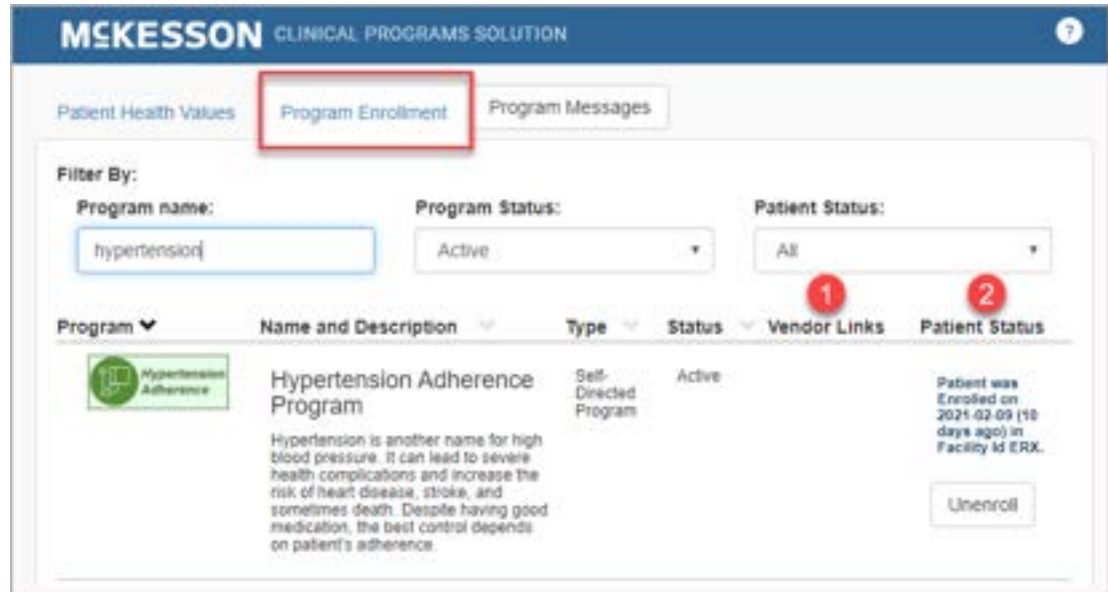 MCKESSON CLINICAL PROGRAMS SOLUTION ?
Patient Health Values Program Enrollment Program Messages
Filter By:
Program name: Program Status: Patient Status:
hypertension Active All
1 2
Program Name and Description Type Status Vendor Links Patient Status
Hypertension
Adherence
Hypertension Adherence
Program
Hypertension is another name for high
blood pressure. It can lead to severe
health complications and increase the
risk of heart disease, stroke, and
sometimes death. Despite having good
medication, the best control depends
on patient's adherence.
Self-
Directed
Program
Active
Patient was
Enrolled on
2021-02-09 (10
days ago) in
Facility Id ERX.
Unenroll